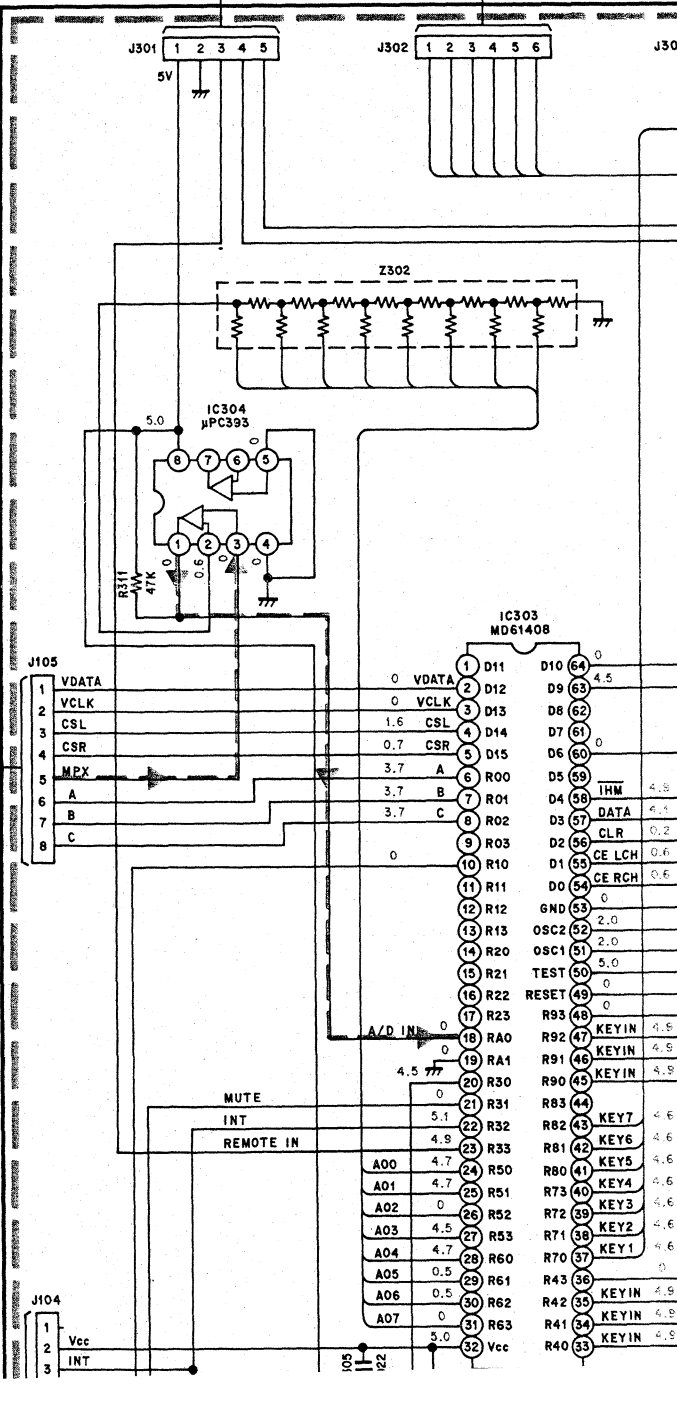 J301 1 2 3 4 5
J302 1 2 3 4 5 6
J30
5V
Z302
IC304
μPC393
5.0
0
8 7 6 5
1 2 3 4
0 0.6 0 0
R311
47K
IC303
MD61408
J105
1 VDATA 0 VDATA 2 D12
2 VCLK 0 VCLK 3 D13
3 CSL 1.6 CSL 4 D14
4 CSR 0.7 CSR 5 D15
5 MPX
6 A 3.7 A 6 R00
7 B 3.7 B 7 R01
8 C 3.7 C 8 R02
1 D11
9 R03
0 10 R10
11 R11
12 R12
13 R13
14 R20
15 R21
16 R22
17 R23
A/D IN 0 18 RA0
0 19 RA1
4.5 20 R30
MUTE 0 21 R31
INT 5.1 22 R32
REMOTE IN 4.9 23 R33
A00 4.7 24 R50
A01 4.7 25 R51
A02 0 26 R52
A03 4.5 27 R53
A04 4.7 28 R60
A05 0.5 29 R61
A06 0.5 30 R62
A07 0 31 R63
5.0 32 Vcc
D10 64 0
D9 63 4.5
D8 62
D7 61
D6 60 0
D5 59
D4 58 IHM 4.9
D3 57 DATA 4.1
D2 56 CLR 0.2
D1 55 CE LCH 0.6
D0 54 CE RCH 0.6
GND 53 0
OSC2 52 2.0
OSC1 51 2.0
TEST 50 5.0
RESET 49 0
R93 48 0
R92 47 KEYIN 4.9
R91 46 KEYIN 4.9
R90 45 KEYIN 4.9
R83 44
R82 43 KEY7 4.6
R81 42 KEY6 4.6
R80 41 KEY5 4.6
R73 40 KEY4 4.6
R72 39 KEY3 4.6
R71 38 KEY2 4.6
R70 37 KEY1 4.6
R43 36 0
R42 35 KEYIN 4.9
R41 34 KEYIN 4.9
R40 33 KEYIN 4.9
J104
1
2 Vcc
3 INT
305
022